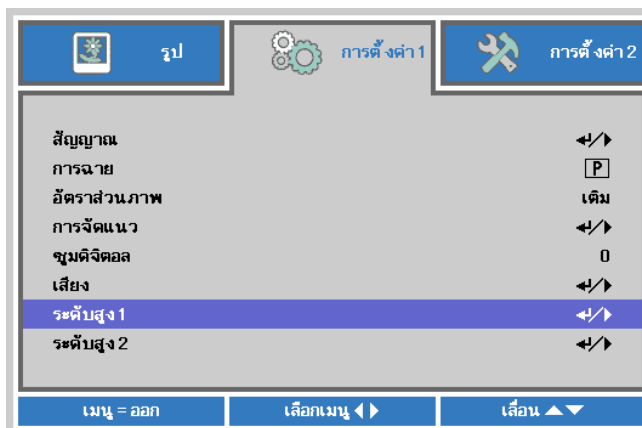 รูป
การตั้งค่า 1
การตั้งค่า 2
สัญญาณ
การฉาย P
อัตราส่วนภาพ เติม
การจัดแนว
ซูมดิจิตอล 0
เสียง
ระดับสูง 1
ระดับสูง 2
เมนู = ออก เลือกเมนู เลื่อน